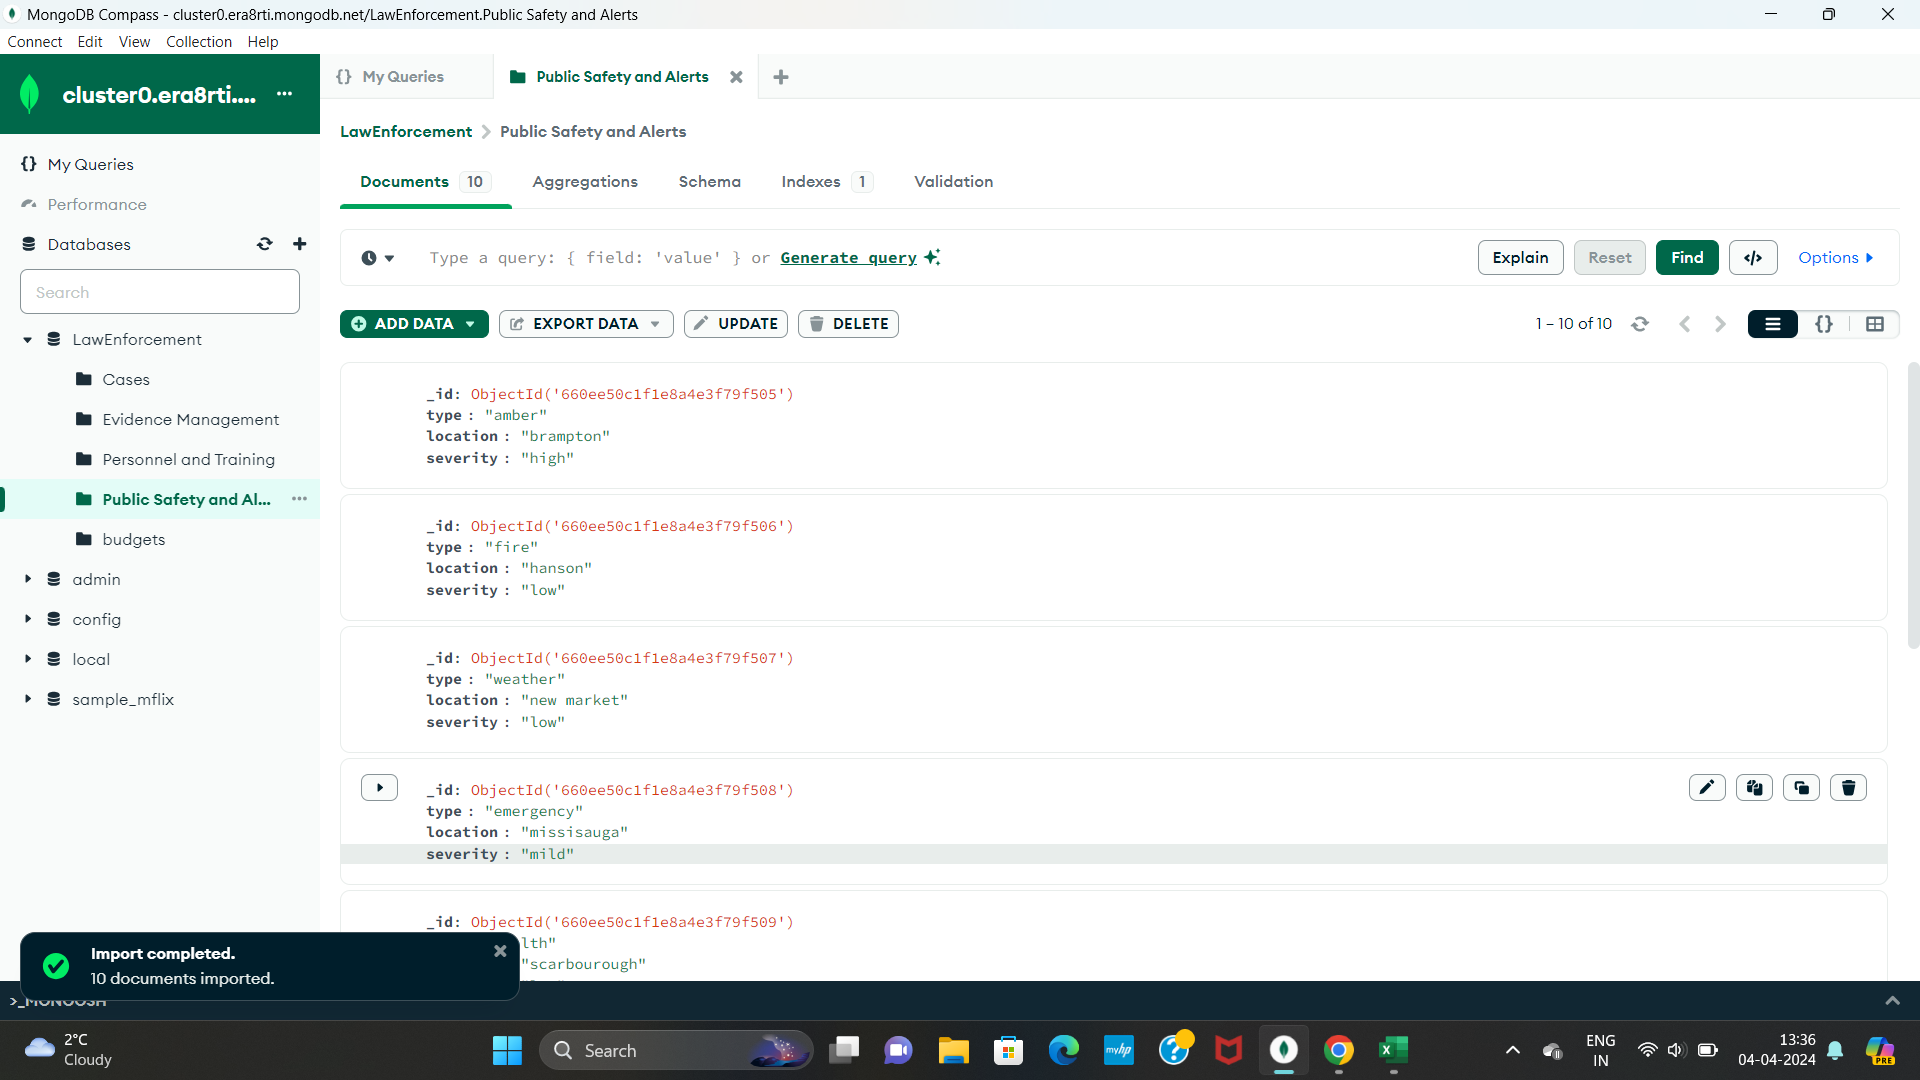 MongoDB Compass - cluster0.era8rti.mongodb.net/LawEnforcement.Public Safety and Alerts
Connect Edit View Collection Help
cluster0.era8rti....
{} My Queries
Public Safety and Alerts
LawEnforcement > Public Safety and Alerts
{} My Queries
Performance
Databases
Search
LawEnforcement
Cases
Evidence Management
Personnel and Training
Public Safety and Al...
budgets
admin
config
local
sample_mflix
Documents 10 Aggregations Schema Indexes 1 Validation
Type a query: { field: 'value' } or Generate query
Explain Reset Find </> Options
ADD DATA EXPORT DATA UPDATE DELETE
1 – 10 of 10
{}
_id: ObjectId('660ee50c1f1e8a4e3f79f505')
type : "amber"
location : "brampton"
severity : "high"
_id: ObjectId('660ee50c1f1e8a4e3f79f506')
type : "fire"
location : "hanson"
severity : "low"
_id: ObjectId('660ee50c1f1e8a4e3f79f507')
type : "weather"
location : "new market"
severity : "low"
_id: ObjectId('660ee50c1f1e8a4e3f79f508')
type : "emergency"
location : "missisauga"
severity : "mild"
_id: ObjectId('660ee50c1f1e8a4e3f79f509')
lth"
"scarbourough"
Import completed.
10 documents imported.
>_MONGOSH
2°C
Cloudy
Search
myhp
ENG
IN
13:36
04-04-2024
PRE